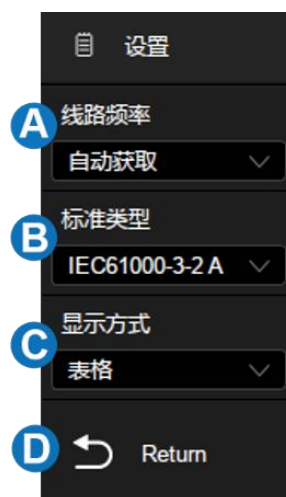 设置
A
线路频率
自动获取
B
标准类型
IEC61000-3-2 A
C
显示方式
表格
D
Return